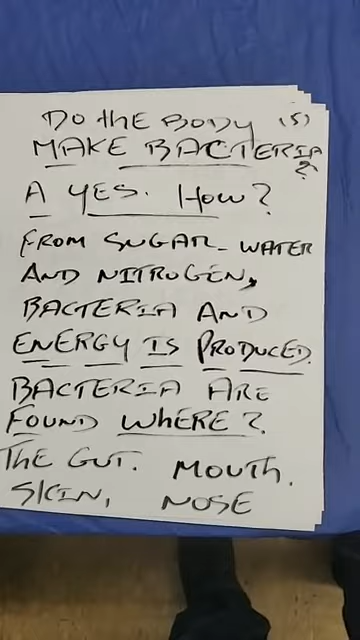 Do the BODY (5)
MAKE BACTERIA
?
A YES. How?
FROM SUGAR- WATER
AND NITROGEN,
BACTERIA AND
ENERGY IS PRODUCED.
BACTERIA ARE
FOUND WHERE?
THE GUT. MOUTH.
SKIN, NOSE